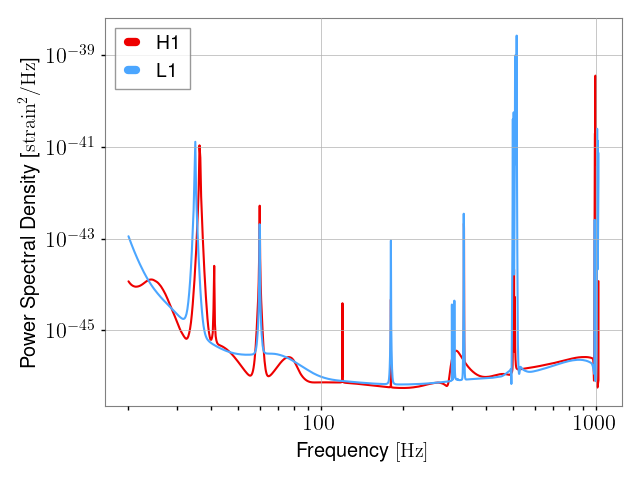 Power Spectral Density [strain²/Hz]
10⁻³⁹
10⁻⁴¹
10⁻⁴³
10⁻⁴⁵
H1
L1
100
1000
Frequency [Hz]